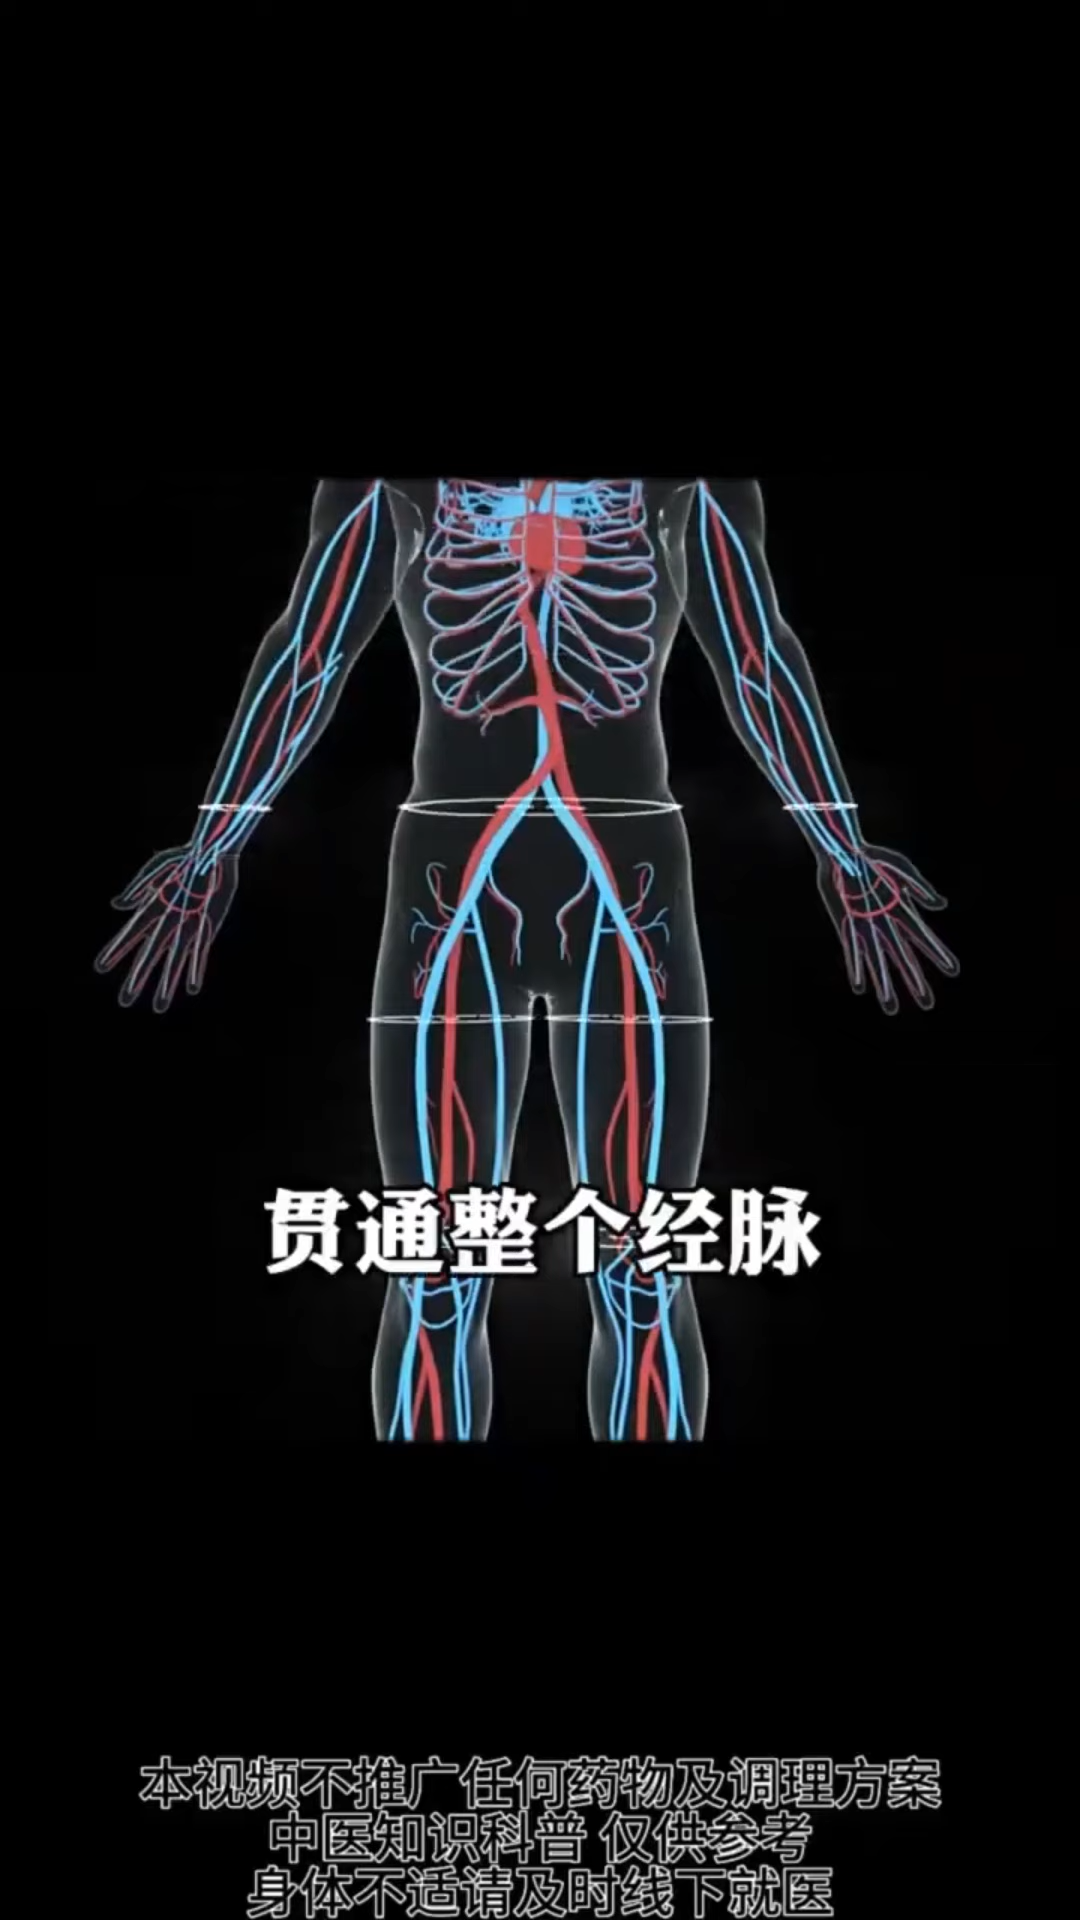 贯通整个经脉
本视频不推广任何药物及调理方案
中医知识科普 仅供参考
身体不适请及时线下就医